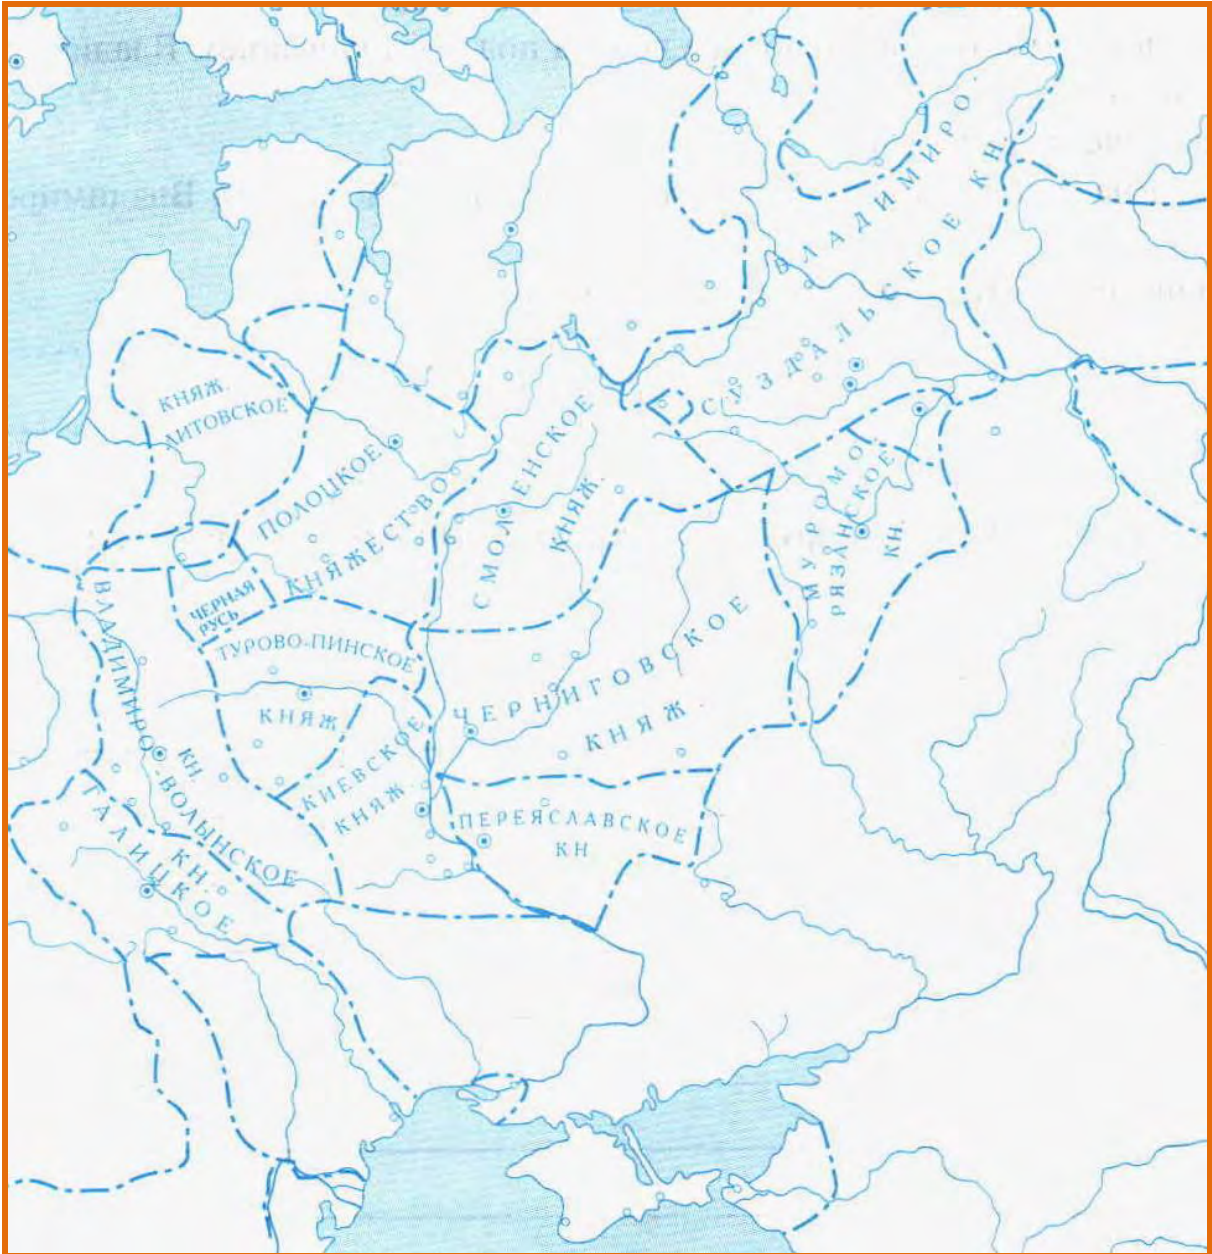 ВЛАДИМИРО-
СУЗДАЛЬСКОЕ КН.
КНЯЖ.
ЛИТОВСКОЕ
ПОЛОЦКОЕ
КНЯЖЕСТВО
СМОЛЕНСКОЕ
КНЯЖ.
МУРОМО-
РЯЗАНСКОЕ
КН.
ЧЕРНАЯ
РУСЬ
ТУРОВО-ПИНСКОЕ
КНЯЖ.
ЧЕРНИГОВСКОЕ
КНЯЖ.
ВЛАДИМИРО-ВОЛЫНСКОЕ
КН.
КИЕВСКОЕ
КНЯЖ.
ПЕРЕЯСЛАВСКОЕ
КН
ГАЛИЦКОЕ
КН.